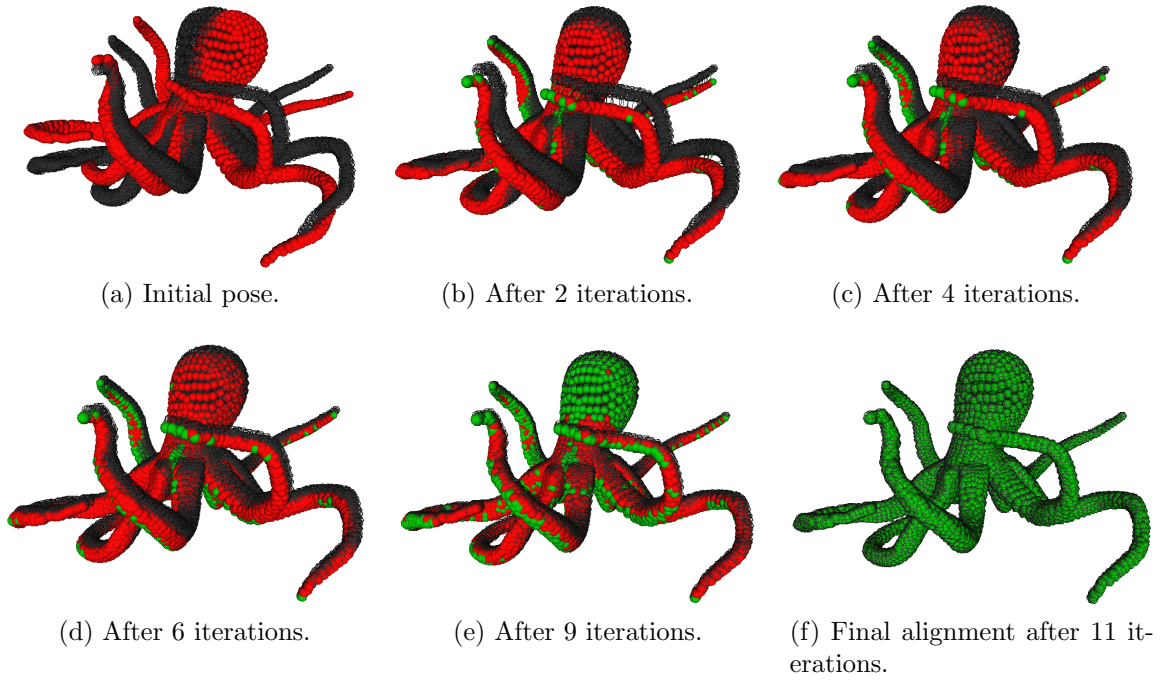 (a) Initial pose.
(b) After 2 iterations.
(c) After 4 iterations.
(d) After 6 iterations.
(e) After 9 iterations.
(f) Final alignment after 11 it-
erations.